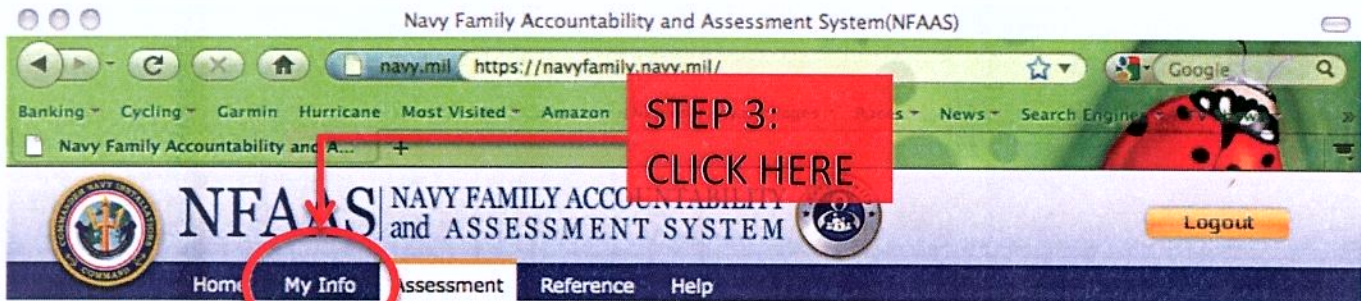 Navy Family Accountability and Assessment System(NFAAS)
navy.mil https://navyfamily.navy.mil/
Google
Banking Cycling Garmin Hurricane Most Visited Amazon News Search Engine
Navy Family Accountability and A... +
STEP 3:
CLICK HERE
NFAAS NAVY FAMILY ACCOUNTABILITY
and ASSESSMENT SYSTEM
Logout
Home My Info Assessment Reference Help